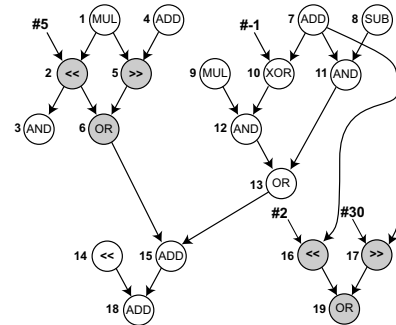 #5 1 MUL 4 ADD #-1 7 ADD 8 SUB
2 << 5 >> 9 MUL 10 XOR 11 AND
3 AND 6 OR 12 AND
13 OR
#2 #30
14 << 15 ADD 16 << 17 >>
18 ADD 19 OR